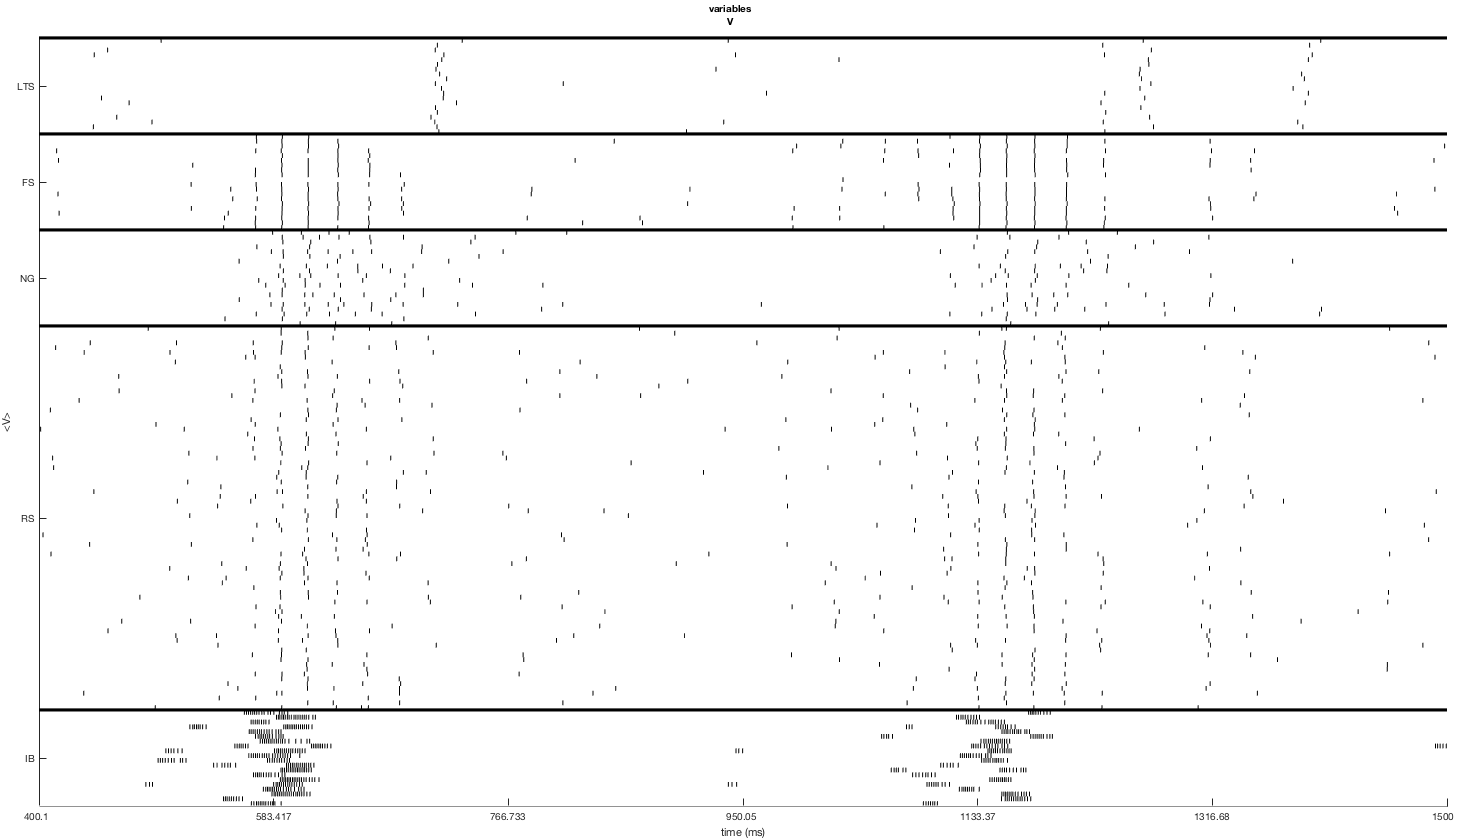 variables
V
LTS
FS
NG
RS
IB
<V>
400.1 583.417 766.733 950.05 1133.37 1316.68 1500
time (ms)